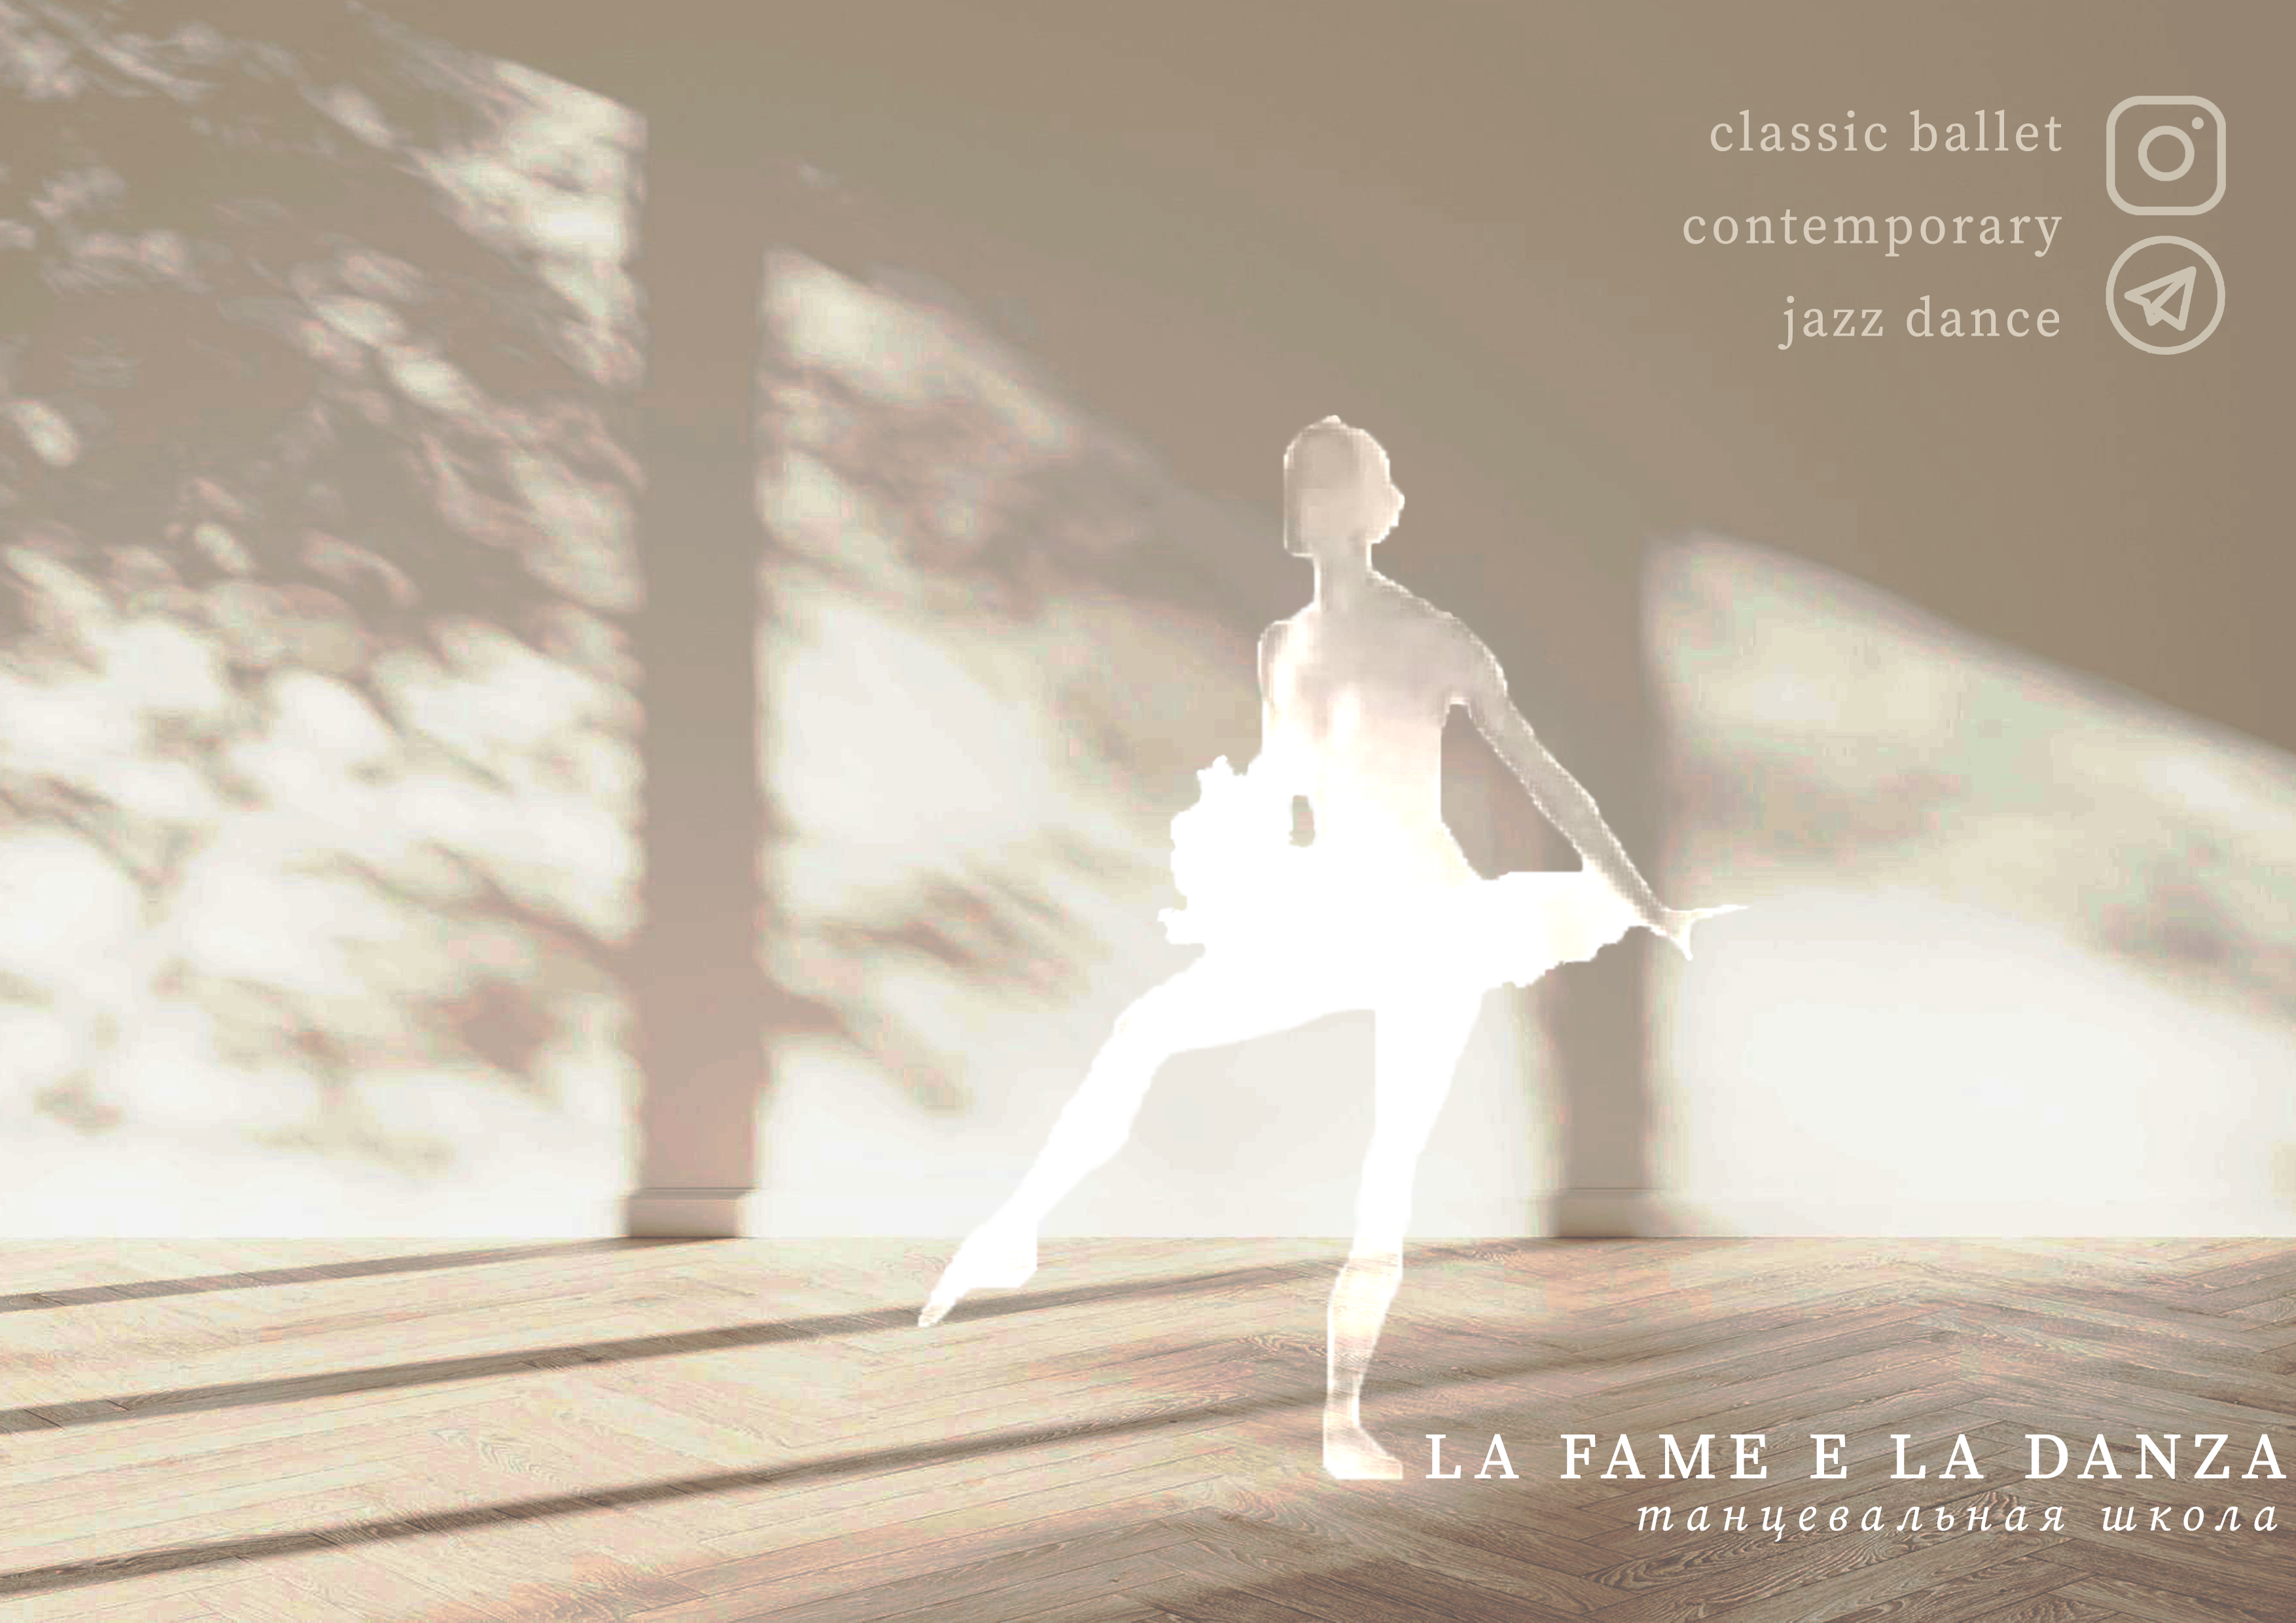 classic ballet
contemporary
jazz dance
LA FAME E LA DANZA
танцевальная школа